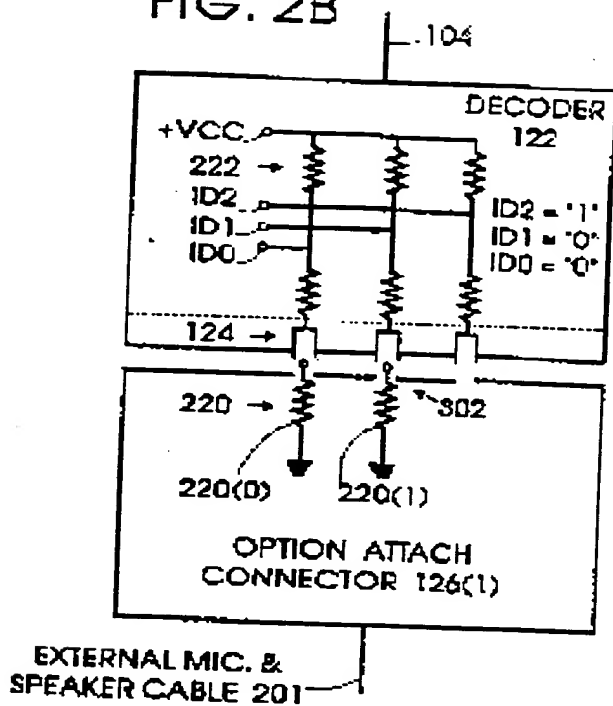 FIG. 2B
104
DECODER
122
+VCC
222
ID2
ID1
ID0
ID2 = "1"
ID1 = "0"
ID0 = "0"
124
220
302
220(0)
220(1)
OPTION ATTACH
CONNECTOR 126(1)
EXTERNAL MIC. &
SPEAKER CABLE 201